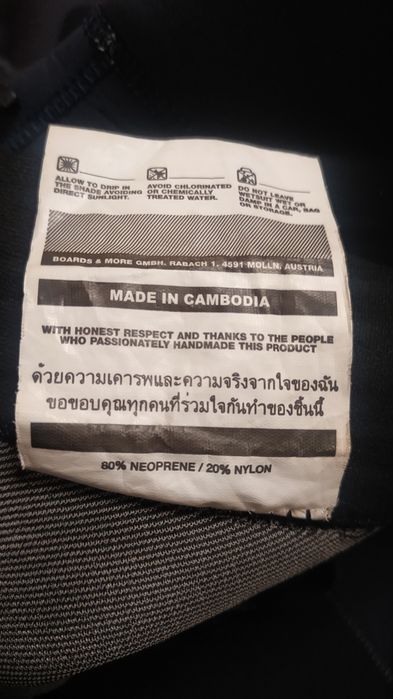 ALLOW TO DRIP IN
THE SHADE AVOIDING
DIRECT SUNLIGHT.
AVOID CHLORINATED
OR CHEMICALLY
TREATED WATER.
DO NOT LEAVE
WETSUIT WET OR
DAMP IN A CAR, BAG
OR STORAGE.
BOARDS & MORE GMBH. RABACH 1. 4591 MOLLN. AUSTRIA
MADE IN CAMBODIA
WITH HONEST RESPECT AND THANKS TO THE PEOPLE
WHO PASSIONATELY HANDMADE THIS PRODUCT
ด้วยความเคารพและความจริงจากใจของฉัน
ขอขอบคุณทุกคนที่ร่วมใจกันทำของชิ้นนี้
80% NEOPRENE / 20% NYLON